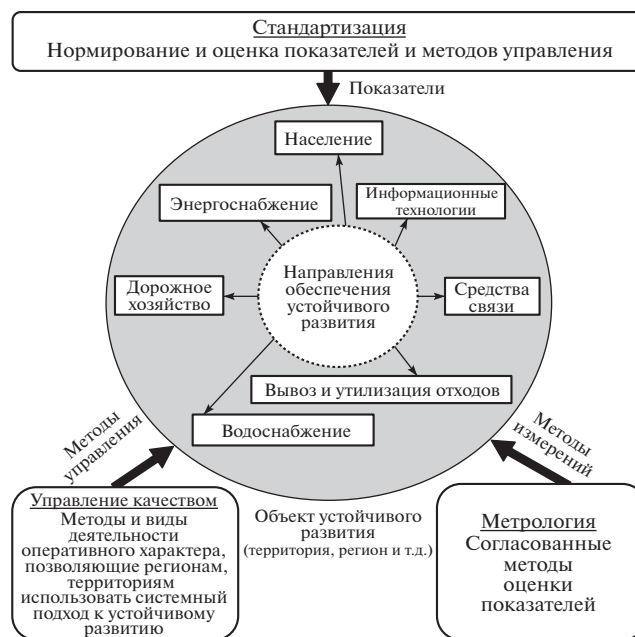 Стандартизация
Нормирование и оценка показателей и методов управления
Показатели
Население
Энергоснабжение
Информационные
технологии
Направления
обеспечения
устойчивого
развития
Дорожное
хозяйство
Средства
связи
Вывоз и утилизация отходов
Водоснабжение
Методы
управления
Методы
измерений
Управление качеством
Методы и виды
деятельности
оперативного характера,
позволяющие регионам,
территориям
использовать системный
подход к устойчивому
развитию
Объект устойчивого
развития
(территория, регион и т.д.)
Метрология
Согласованные
методы
оценки
показателей